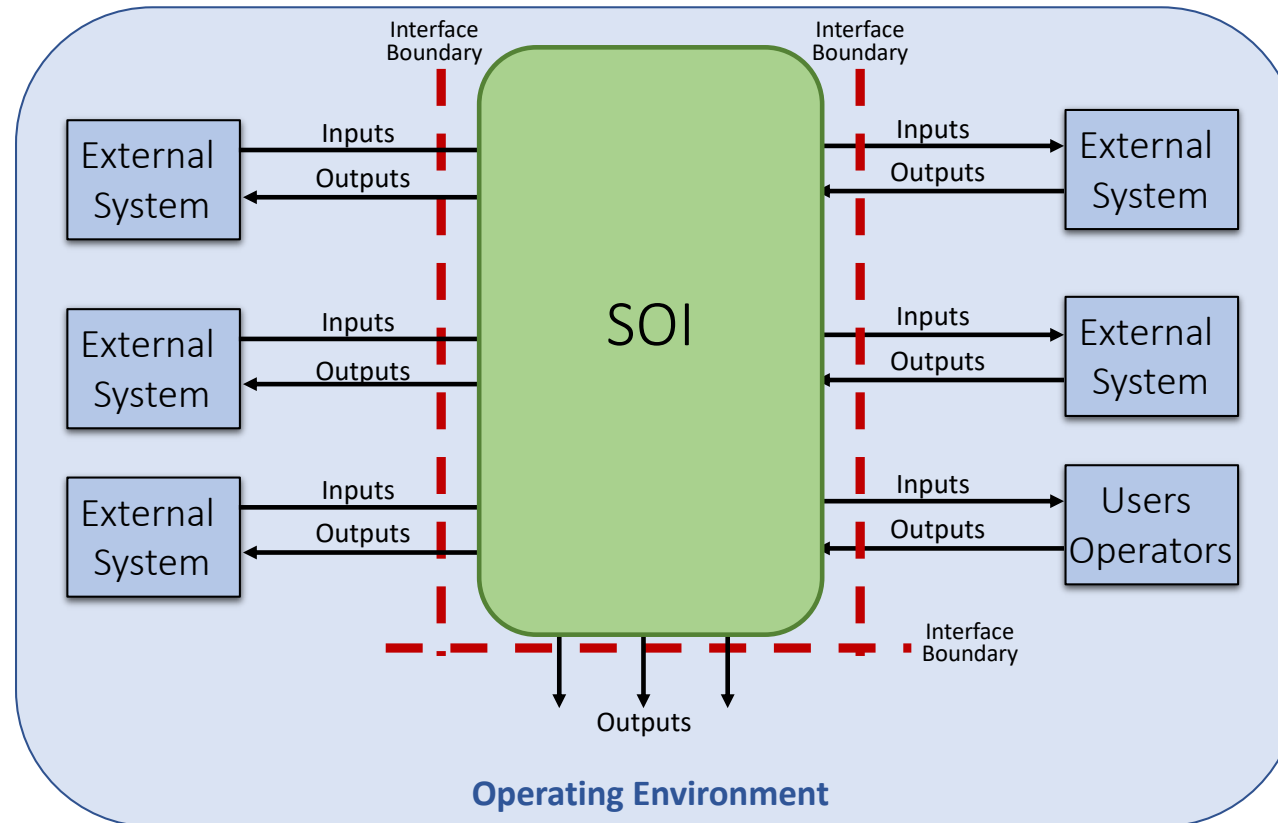 Interface
Boundary
Interface
Boundary
External
System
Inputs
Outputs
Inputs
Outputs
External
System
SOI
External
System
Inputs
Outputs
Inputs
Outputs
External
System
External
System
Inputs
Outputs
Inputs
Outputs
Users
Operators
Interface
Boundary
Outputs
Operating Environment